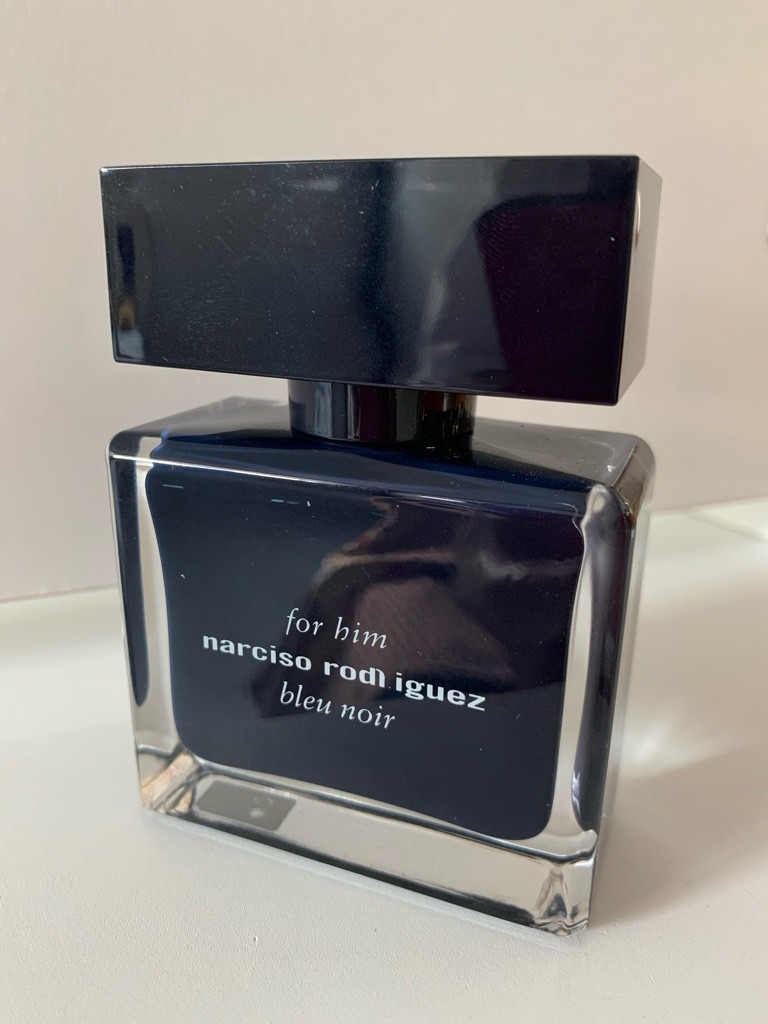 for him
narciso rodriguez
bleu noir